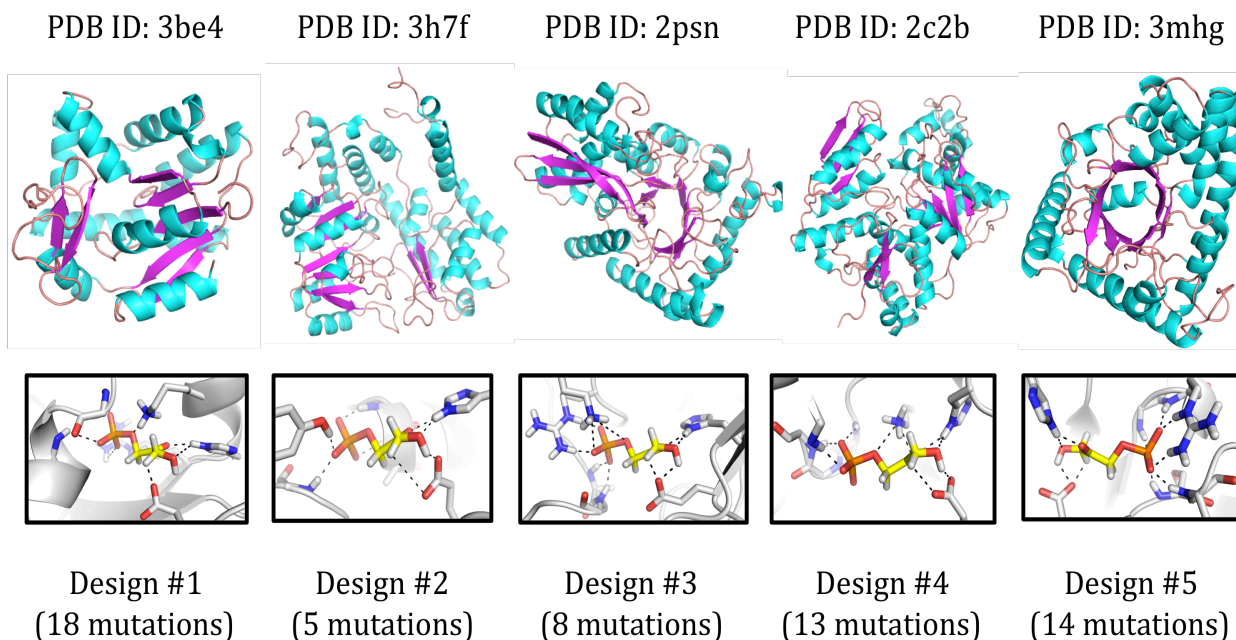 PDB ID: 3be4 PDB ID: 3h7f PDB ID: 2psn PDB ID: 2c2b PDB ID: 3mhg
Design #1 Design #2 Design #3 Design #4 Design #5
(18 mutations) (5 mutations) (8 mutations) (13 mutations) (14 mutations)